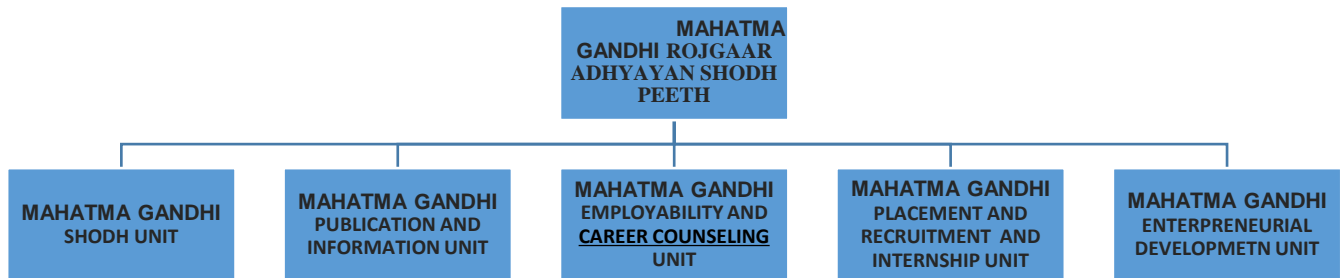 MAHATMA
GANDHI ROJGAAR
ADHYAYAN SHODH
PEETH
MAHATMA GANDHI
SHODH UNIT
MAHATMA GANDHI
PUBLICATION AND
INFORMATION UNIT
MAHATMA GANDHI
EMPLOYABILITY AND
CAREER COUNSELING
UNIT
MAHATMA GANDHI
PLACEMENT AND
RECRUITMENT AND
INTERNSHIP UNIT
MAHATMA GANDHI
ENTERPRENEURIAL
DEVELOPMETN UNIT